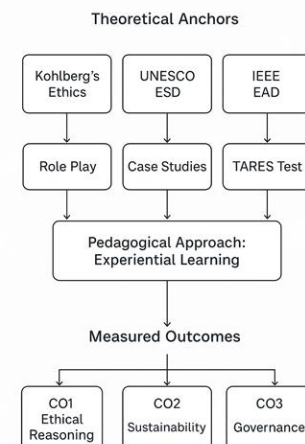 Theoretical Anchors
Kohlberg's
Ethics
UNESCO
ESD
IEEE
EAD
Role Play
Case Studies
TARES Test
Pedagogical Approach:
Experiential Learning
Measured Outcomes
CO1
Ethical
Reasoning
CO2
Sustainability
CO3
Governance